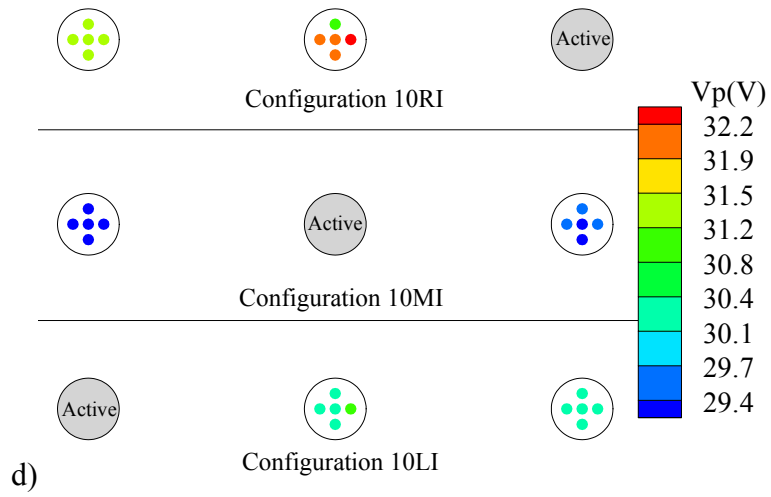 Active
Configuration 10RI
Vp(V)
32.2
31.9
31.5
31.2
30.8
30.4
30.1
29.7
29.4
Active
Configuration 10MI
Active
Configuration 10LI
d)